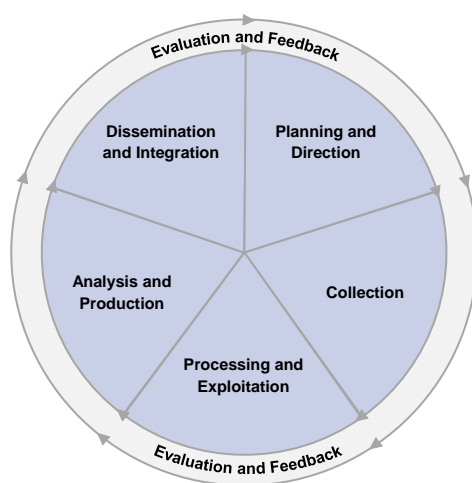 Evaluation and Feedback
Dissemination
and Integration
Planning and
Direction
Analysis and
Production
Collection
Processing and
Exploitation
Evaluation and Feedback